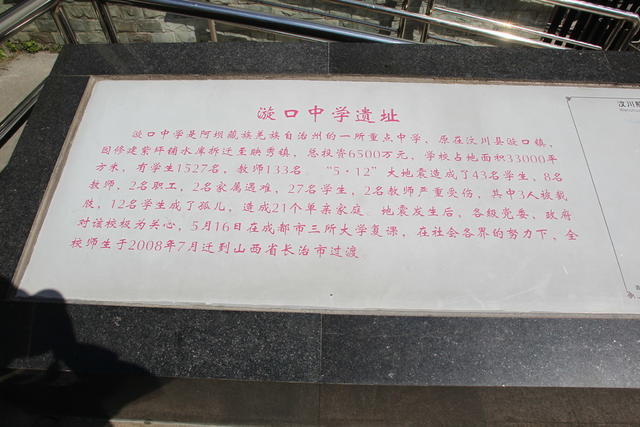 漩口中学遗址
漩口中学是阿坝藏族羌族自治州的一所重点中学，原在汶川县漩口镇，
因修建紫坪铺水库拆迁至映秀镇，总投资6500万元，学校占地面积33000平
方米，有学生1527名，教师133名。“5·12”大地震造成了43名学生，8名
教师，2名职工，2名家属遇难，27名学生，2名教师严重受伤，其中3人被截
肢，12名学生成了孤儿，造成21个单亲家庭。地震发生后，各级党委、政府
对该校极为关心，5月16日在成都市三所大学复课，在社会各界的努力下，全
校师生于2008年7月迁到山西省长治市过渡
汶川